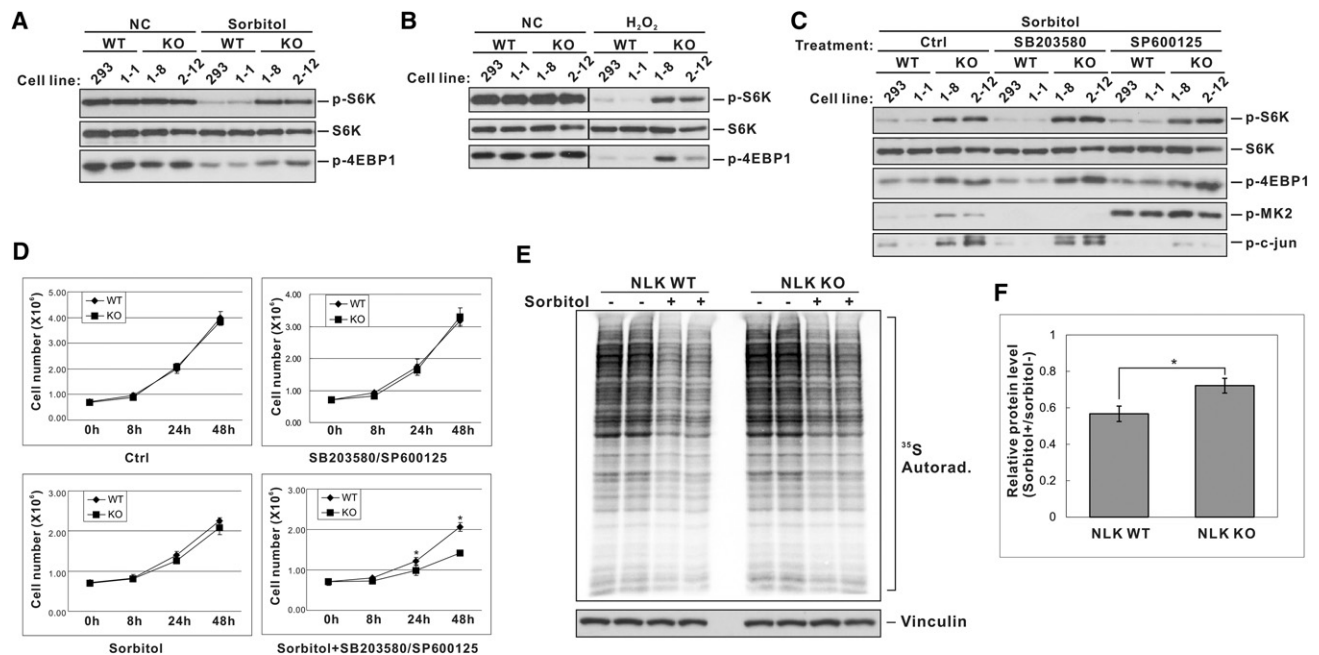 A
NC Sorbitol
WT KO WT KO
Cell line: 293 1-1 1-8 2-12 293 1-1 1-8 2-12
p-S6K
S6K
p-4EBP1
B
NC H₂O₂
WT KO WT KO
Cell line: 293 1-1 1-8 2-12 293 1-1 1-8 2-12
p-S6K
S6K
p-4EBP1
C
Sorbitol
Treatment: Ctrl SB203580 SP600125
WT KO WT KO WT KO
Cell line: 293 1-1 1-8 2-12 293 1-1 1-8 2-12 293 1-1 1-8 2-12
p-S6K
S6K
p-4EBP1
p-MK2
p-c-jun
D
Cell number (X10⁶)
5.00
4.00
3.00
2.00
1.00
0.00
WT
KO
0h 8h 24h 48h
Ctrl
Cell number (X10⁶)
4.00
3.00
2.00
1.00
0.00
WT
KO
0h 8h 24h 48h
SB203580/SP600125
Cell number (X10⁶)
3.00
2.00
1.00
0.00
WT
KO
0h 8h 24h 48h
Sorbitol
Cell number (X10⁶)
3.00
2.00
1.00
0.00
WT
KO
* *
0h 8h 24h 48h
Sorbitol+SB203580/SP600125
E
NLK WT NLK KO
Sorbitol - - + + - - + +
³⁵S
Autorad.
Vinculin
F
Relative protein level
(Sorbitol+/sorbitol-)
1
0.8
0.6
0.4
0.2
0
*
NLK WT NLK KO